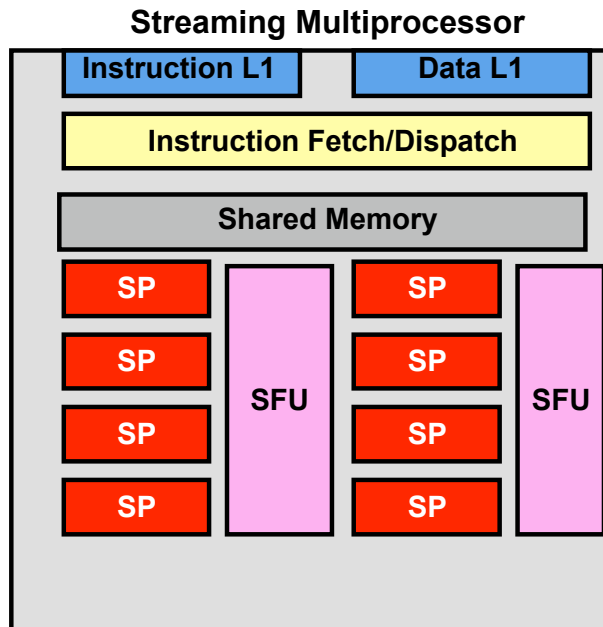 Streaming Multiprocessor
Instruction L1
Data L1
Instruction Fetch/Dispatch
Shared Memory
SP
SP
SP
SP
SFU
SP
SP
SP
SP
SFU